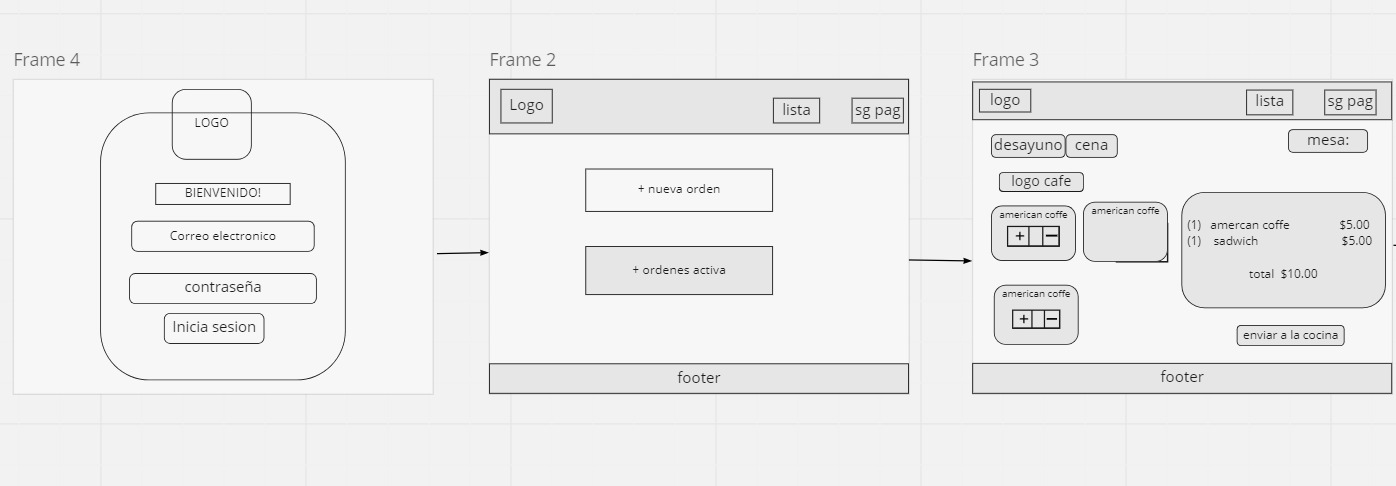 Frame 4
LOGO
BIENVENIDO!
Correo electronico
contraseña
Inicia sesion
Frame 2
Logo
lista
sg pag
+ nueva orden
+ ordenes activa
footer
Frame 3
logo
lista
sg pag
desayuno
cena
mesa:
logo cafe
american coffe
+ −
american coffe
american coffe
+ −
(1) amercan coffe $5.00
(1) sadwich $5.00
total $10.00
enviar a la cocina
footer